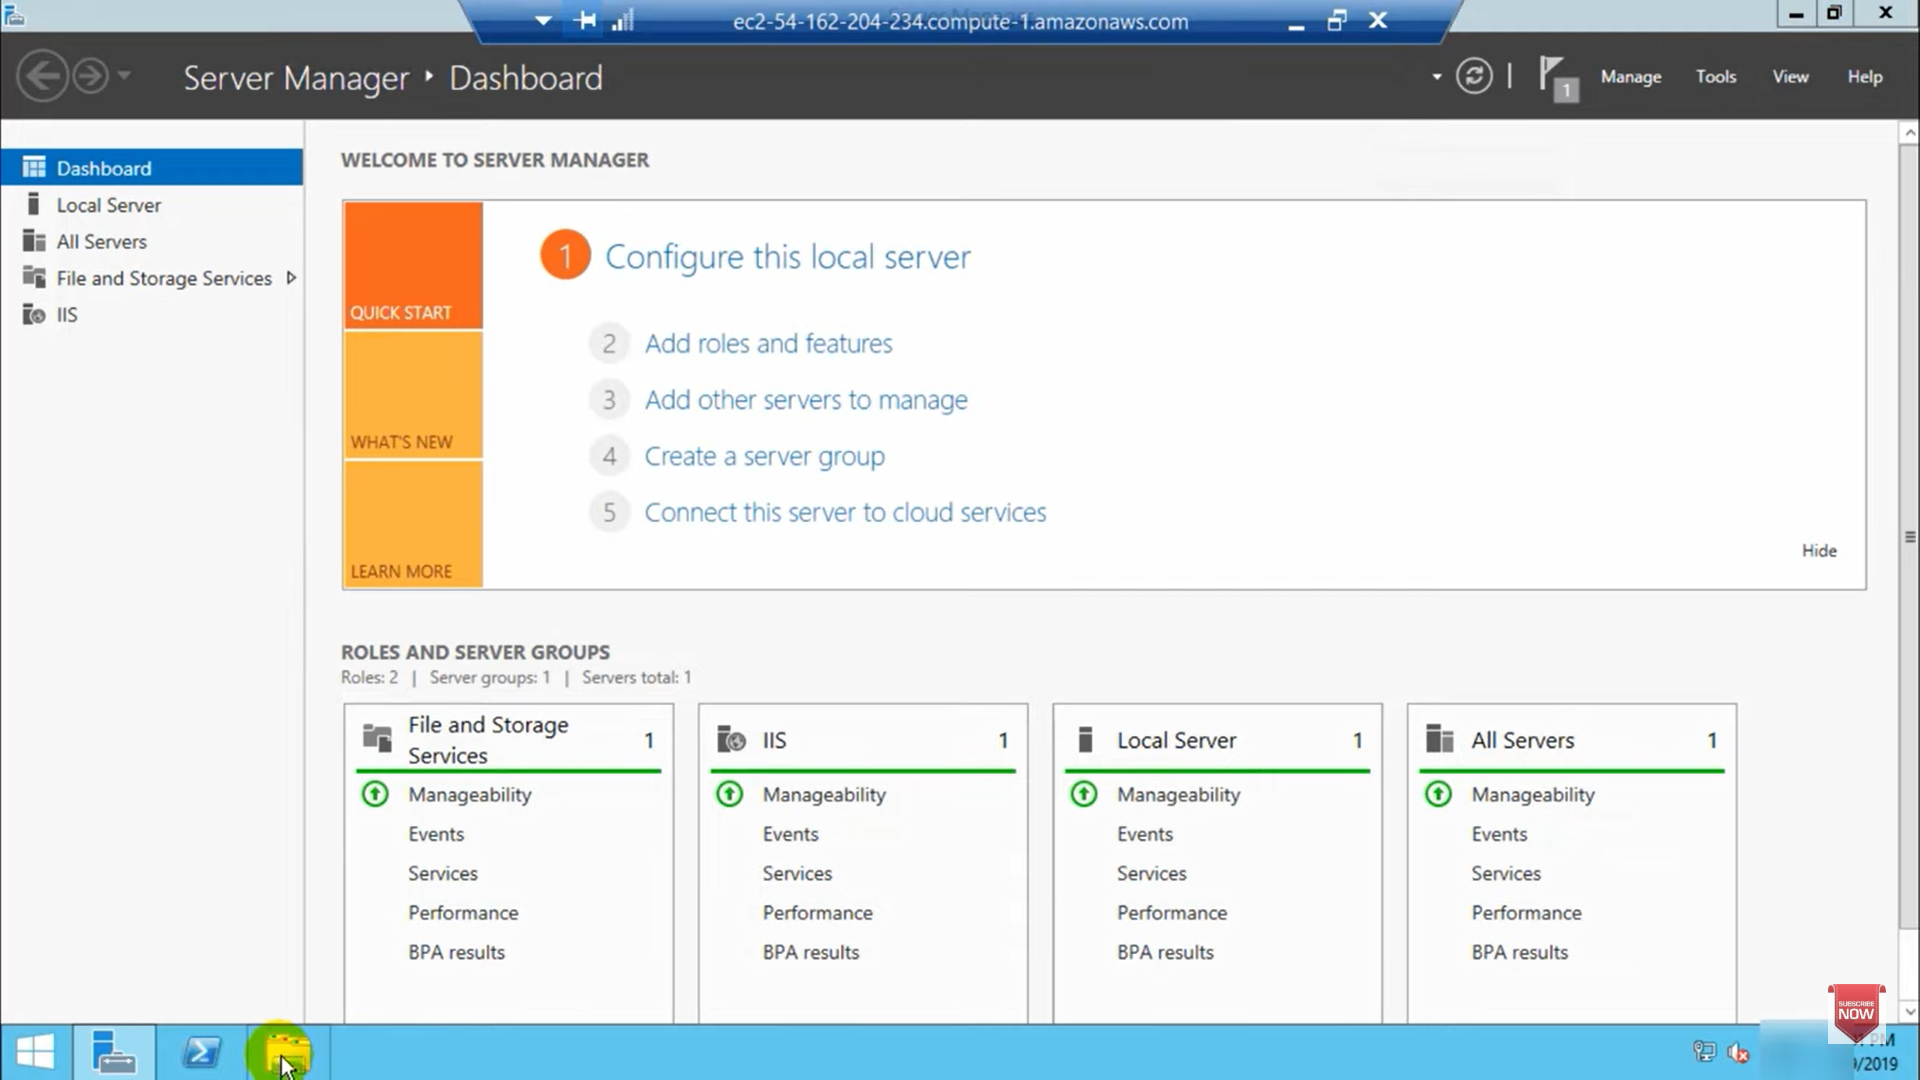 ec2-54-162-204-234.compute-1.amazonaws.com
Server Manager Dashboard
1
Manage Tools View Help
Dashboard
Local Server
All Servers
File and Storage Services
IIS
WELCOME TO SERVER MANAGER
QUICK START
WHAT'S NEW
LEARN MORE
1 Configure this local server
2 Add roles and features
3 Add other servers to manage
4 Create a server group
5 Connect this server to cloud services
Hide
ROLES AND SERVER GROUPS
Roles: 2 | Server groups: 1 | Servers total: 1
File and Storage
Services 1
Manageability
Events
Services
Performance
BPA results
IIS 1
Manageability
Events
Services
Performance
BPA results
Local Server 1
Manageability
Events
Services
Performance
BPA results
All Servers 1
Manageability
Events
Services
Performance
BPA results
SUBSCRIBE
NOW
PM
/2019